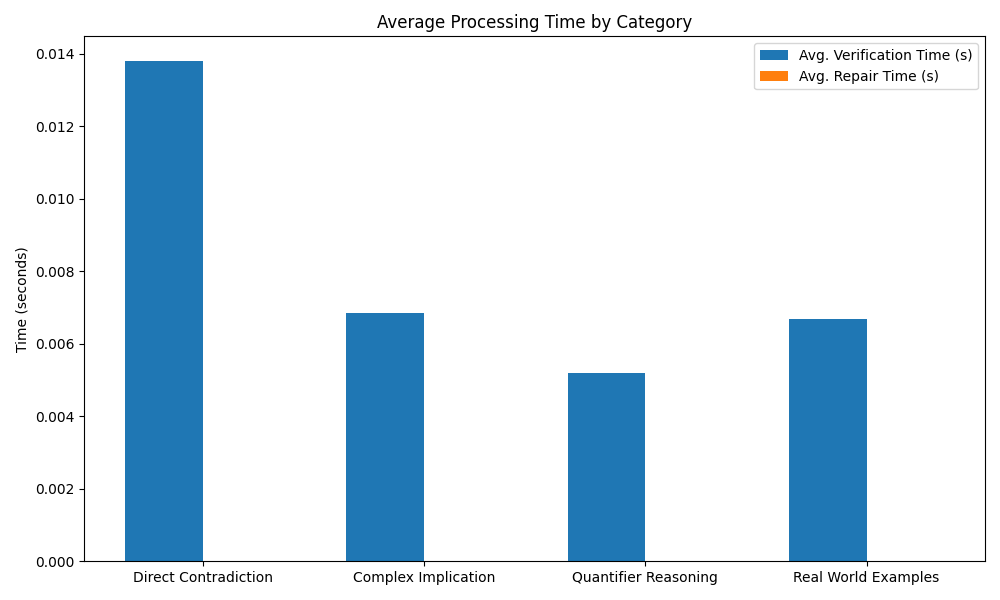 Average Processing Time by Category
Avg. Verification Time (s)
Avg. Repair Time (s)
Time (seconds)
0.014
0.012
0.010
0.008
0.006
0.004
0.002
0.000
Direct Contradiction
Complex Implication
Quantifier Reasoning
Real World Examples